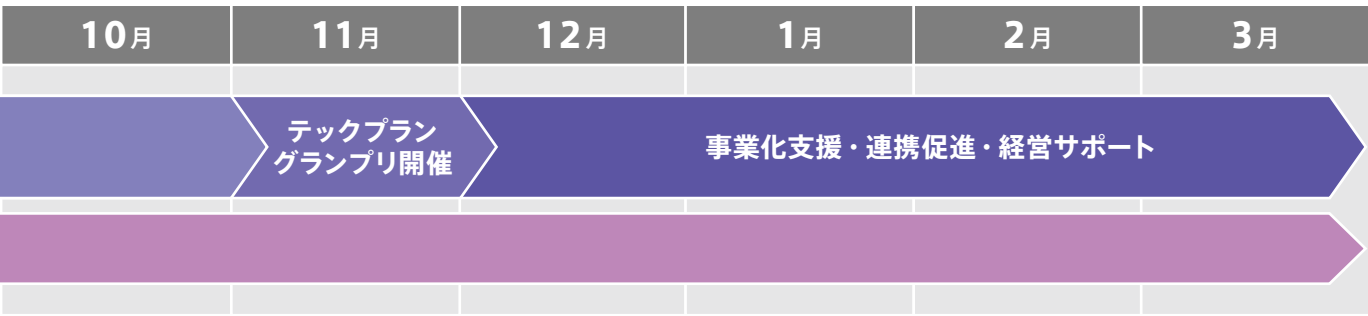 10月 11月 12月 1月 2月 3月
テックプラン
グランプリ開催
事業化支援・連携促進・経営サポート